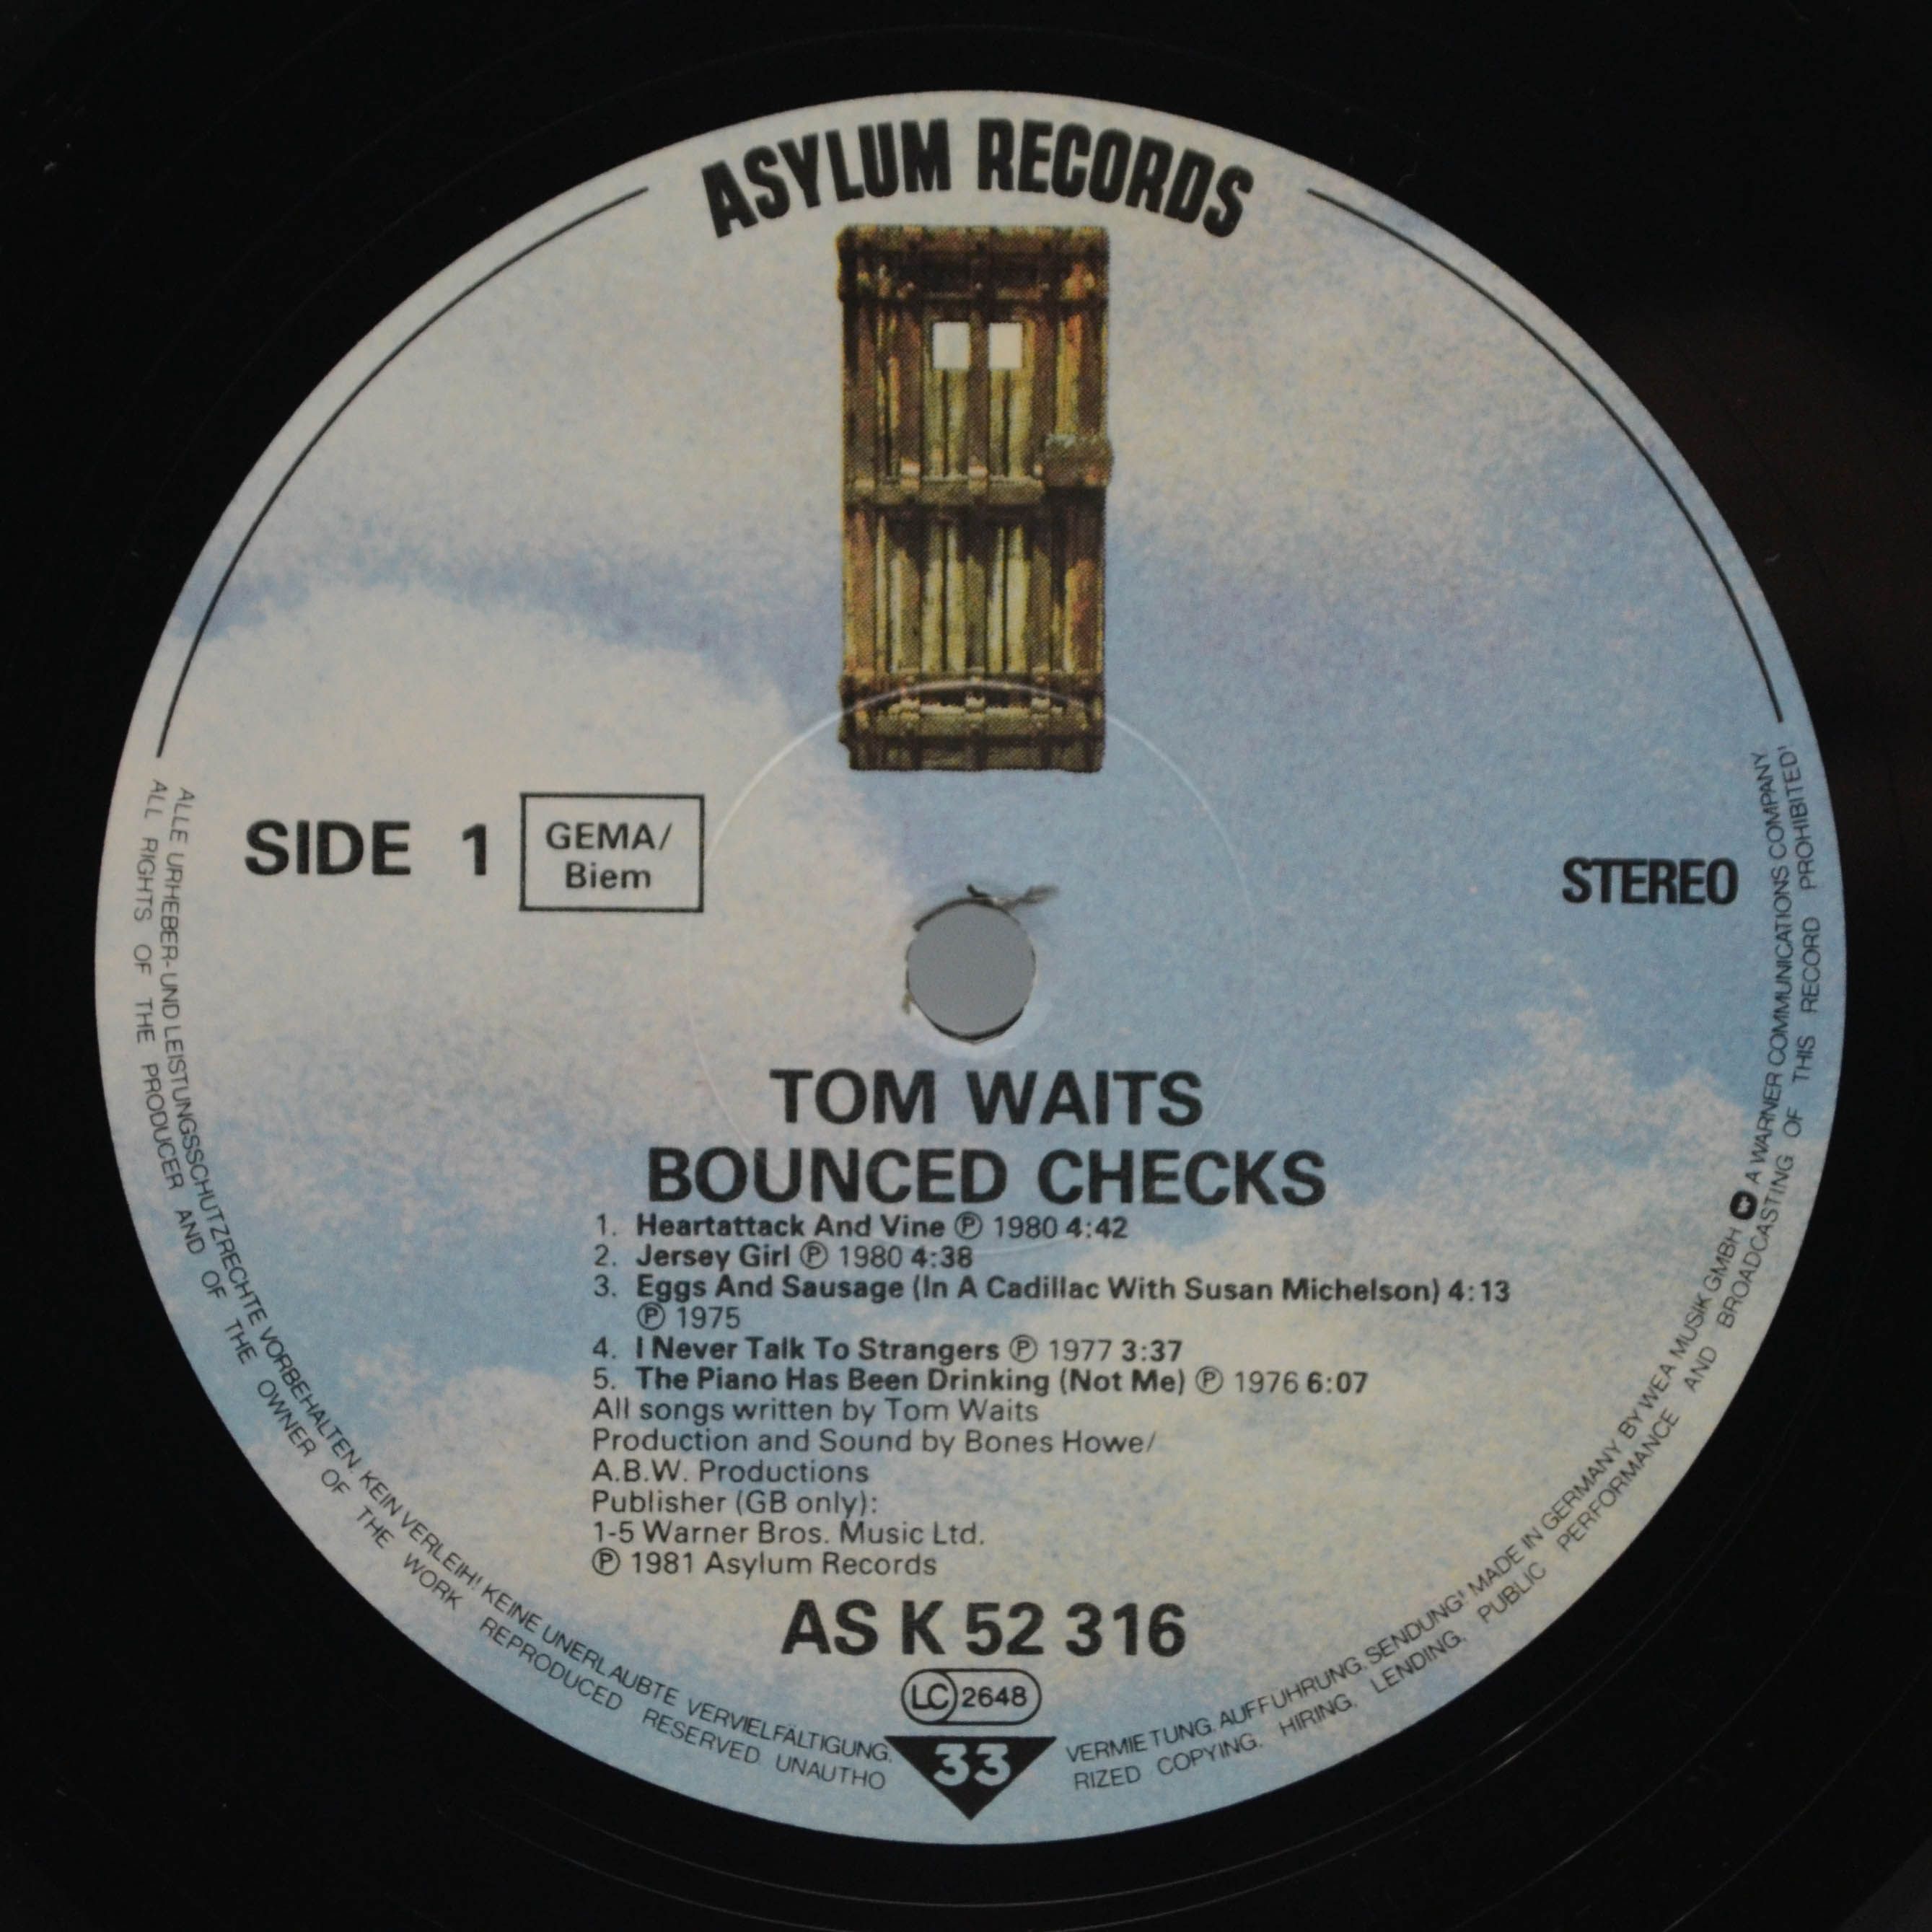 ASYLUM RECORDS
SIDE 1
GEMA/
Biem
STEREO
TOM WAITS
BOUNCED CHECKS
1. Heartattack And Vine Ⓟ 1980 4:42
2. Jersey Girl Ⓟ 1980 4:38
3. Eggs And Sausage (In A Cadillac With Susan Michelson) 4:13
Ⓟ 1975
4. I Never Talk To Strangers Ⓟ 1977 3:37
5. The Piano Has Been Drinking (Not Me) Ⓟ 1976 6:07
All songs written by Tom Waits
Production and Sound by Bones Howe/
A.B.W. Productions
Publisher (GB only):
1-5 Warner Bros. Music Ltd.
Ⓟ 1981 Asylum Records
AS K 52 316
LC 2648
33
ALLE URHEBER- UND LEISTUNGSSCHUTZRECHTE VORBEHALTEN. KEIN VERLEIH! KEINE UNERLAUBTE VERVIELFÄLTIGUNG, VERMIETUNG, AUFFÜHRUNG, SENDUNG! MADE IN GERMANY BY WEA MUSIK GMBH A WARNER COMMUNICATIONS COMPANY
ALL RIGHTS OF THE PRODUCER AND OF THE OWNER OF THE WORK REPRODUCED RESERVED. UNAUTHORIZED COPYING, HIRING, LENDING, PUBLIC PERFORMANCE AND BROADCASTING OF THIS RECORD PROHIBITED!